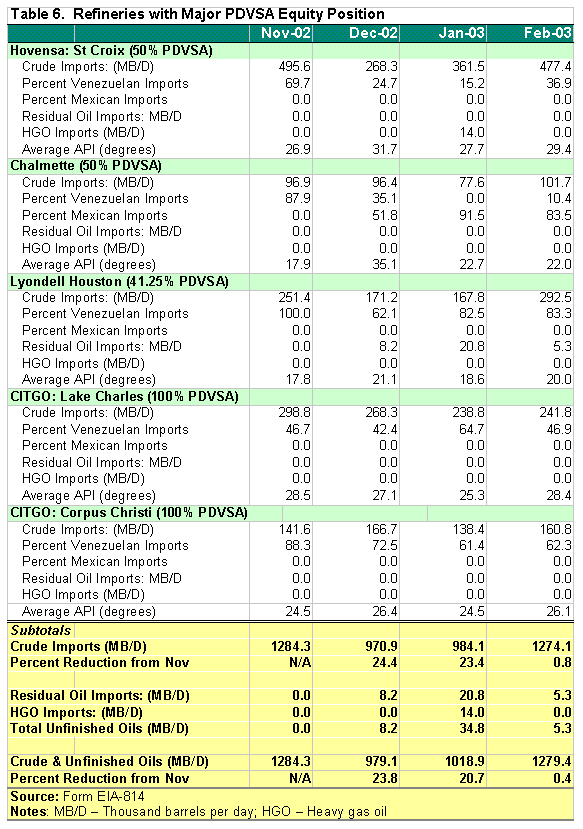 Table 6. Refineries with Major PDVSA Equity Position
Nov-02 Dec-02 Jan-03 Feb-03
Hovensa: St Croix (50% PDVSA)
Crude Imports: (MB/D) 495.6 268.3 361.5 477.4
Percent Venezuelan Imports 69.7 24.7 15.2 36.9
Percent Mexican Imports 0.0 0.0 0.0 0.0
Residual Oil Imports: MB/D 0.0 0.0 0.0 0.0
HGO Imports (MB/D) 0.0 0.0 14.0 0.0
Average API (degrees) 26.9 31.7 27.7 29.4
Chalmette (50% PDVSA)
Crude Imports: (MB/D) 96.9 96.4 77.6 101.7
Percent Venezuelan Imports 87.9 35.1 0.0 10.4
Percent Mexican Imports 0.0 51.8 91.5 83.5
Residual Oil Imports: MB/D 0.0 0.0 0.0 0.0
HGO Imports (MB/D) 0.0 0.0 0.0 0.0
Average API (degrees) 17.9 35.1 22.7 22.0
Lyondell Houston (41.25% PDVSA)
Crude Imports: (MB/D) 251.4 171.2 167.8 292.5
Percent Venezuelan Imports 100.0 62.1 82.5 83.3
Percent Mexican Imports 0.0 0.0 0.0 0.0
Residual Oil Imports: MB/D 0.0 8.2 20.8 5.3
HGO Imports (MB/D) 0.0 0.0 0.0 0.0
Average API (degrees) 17.8 21.1 18.6 20.0
CITGO: Lake Charles (100% PDVSA)
Crude Imports: (MB/D) 298.8 268.3 238.8 241.8
Percent Venezuelan Imports 46.7 42.4 64.7 46.9
Percent Mexican Imports 0.0 0.0 0.0 0.0
Residual Oil Imports: MB/D 0.0 0.0 0.0 0.0
HGO Imports (MB/D) 0.0 0.0 0.0 0.0
Average API (degrees) 28.5 27.1 25.3 28.4
CITGO: Corpus Christi (100% PDVSA)
Crude Imports: (MB/D) 141.6 166.7 138.4 160.8
Percent Venezuelan Imports 88.3 72.5 61.4 62.3
Percent Mexican Imports 0.0 0.0 0.0 0.0
Residual Oil Imports: MB/D 0.0 0.0 0.0 0.0
HGO Imports (MB/D) 0.0 0.0 0.0 0.0
Average API (degrees) 24.5 26.4 24.5 26.1
Subtotals
Crude Imports (MB/D) 1284.3 970.9 984.1 1274.1
Percent Reduction from Nov N/A 24.4 23.4 0.8
Residual Oil Imports: (MB/D) 0.0 8.2 20.8 5.3
HGO Imports: (MB/D) 0.0 0.0 14.0 0.0
Total Unfinished Oils (MB/D) 0.0 8.2 34.8 5.3
Crude & Unfinished Oils (MB/D) 1284.3 979.1 1018.9 1279.4
Percent Reduction from Nov N/A 23.8 20.7 0.4
Source: Form EIA-814
Notes: MB/D – Thousand barrels per day; HGO – Heavy gas oil